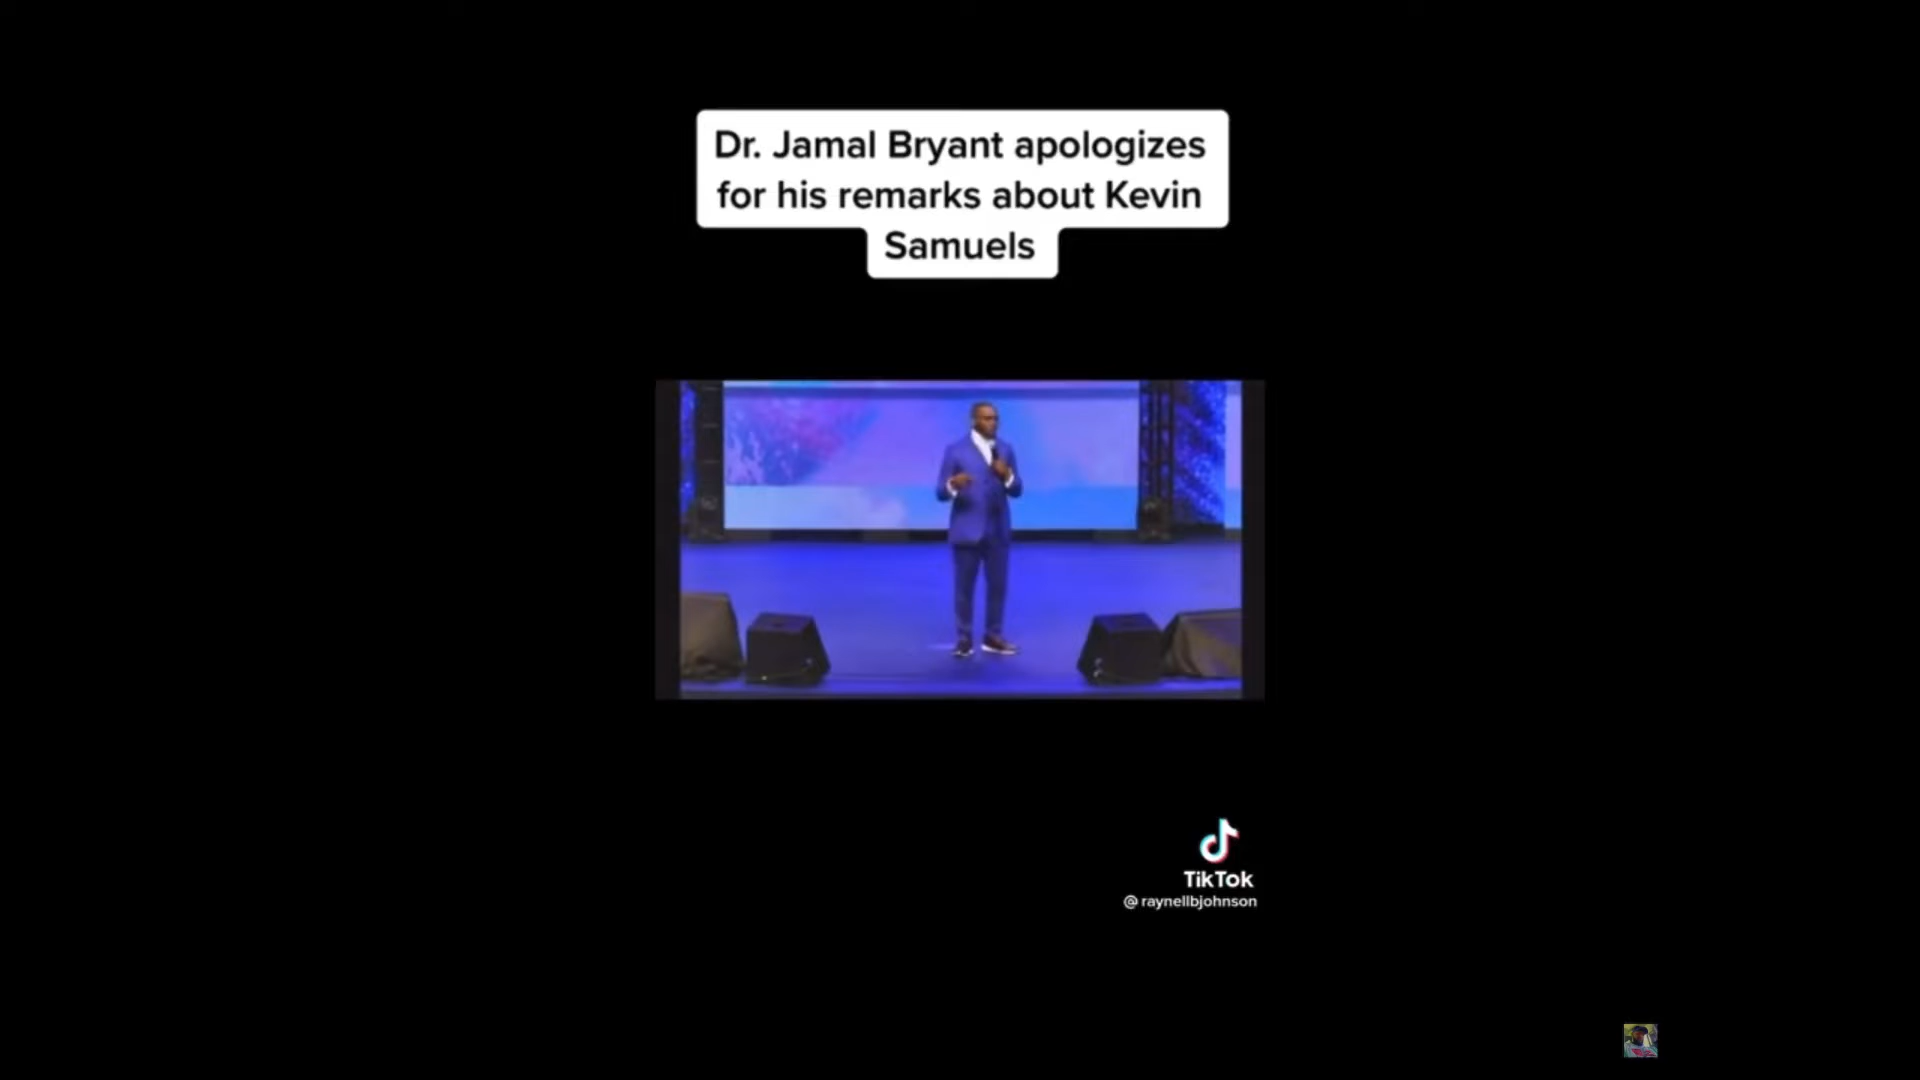 Dr. Jamal Bryant apologizes
for his remarks about Kevin
Samuels
TikTok
@raynellbjohnson